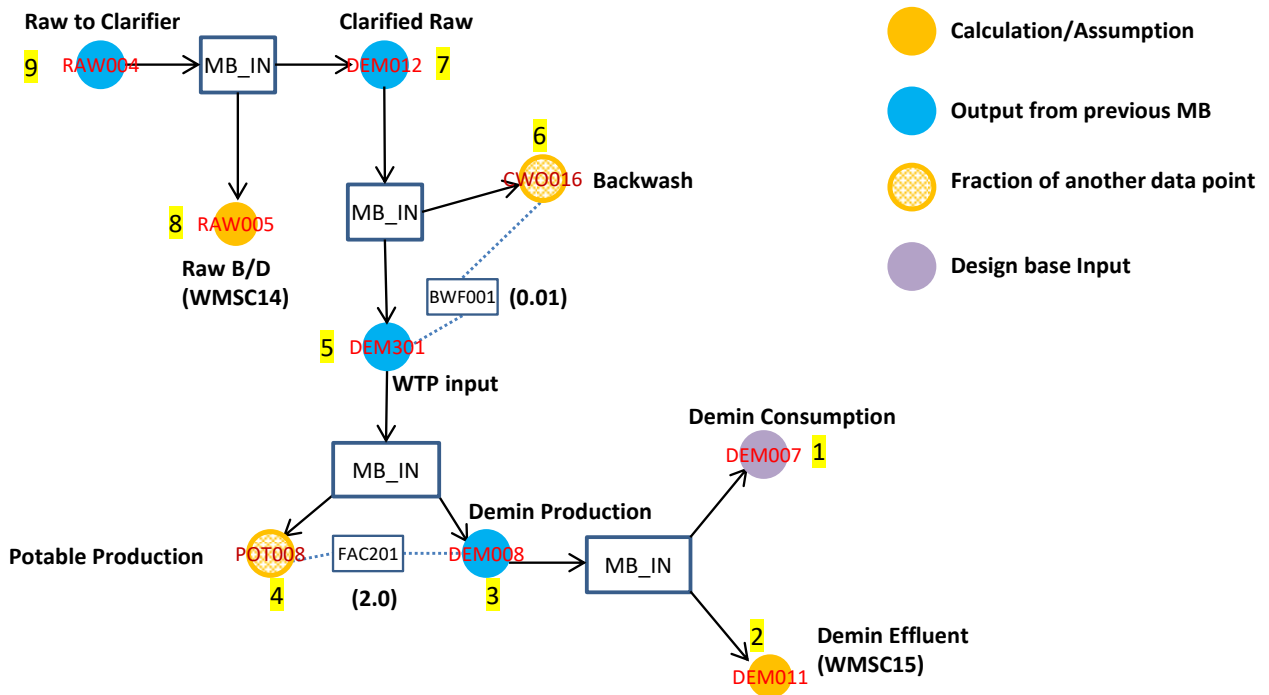 Raw to Clarifier
Clarified Raw
Calculation/Assumption
9
RAW004
MB_IN
DEM012
7
Output from previous MB
6
CWO016
Backwash
Fraction of another data point
MB_IN
8
RAW005
Raw B/D
(WMSC14)
Design base Input
BWF001
(0.01)
5
DEM301
WTP input
Demin Consumption
DEM007
1
MB_IN
Demin Production
Potable Production
POT008
FAC201
DEM008
MB_IN
4
(2.0)
3
2
Demin Effluent
(WMSC15)
DEM011